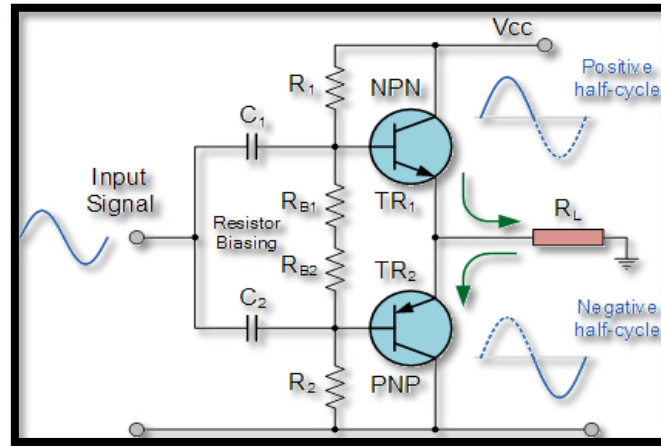 Vcc
R1
NPN
Positive
half-cycle
C1
Input
Signal
TR1
RB1
RL
Resistor
Biasing
RB2
TR2
C2
Negative
half-cycle
R2
PNP